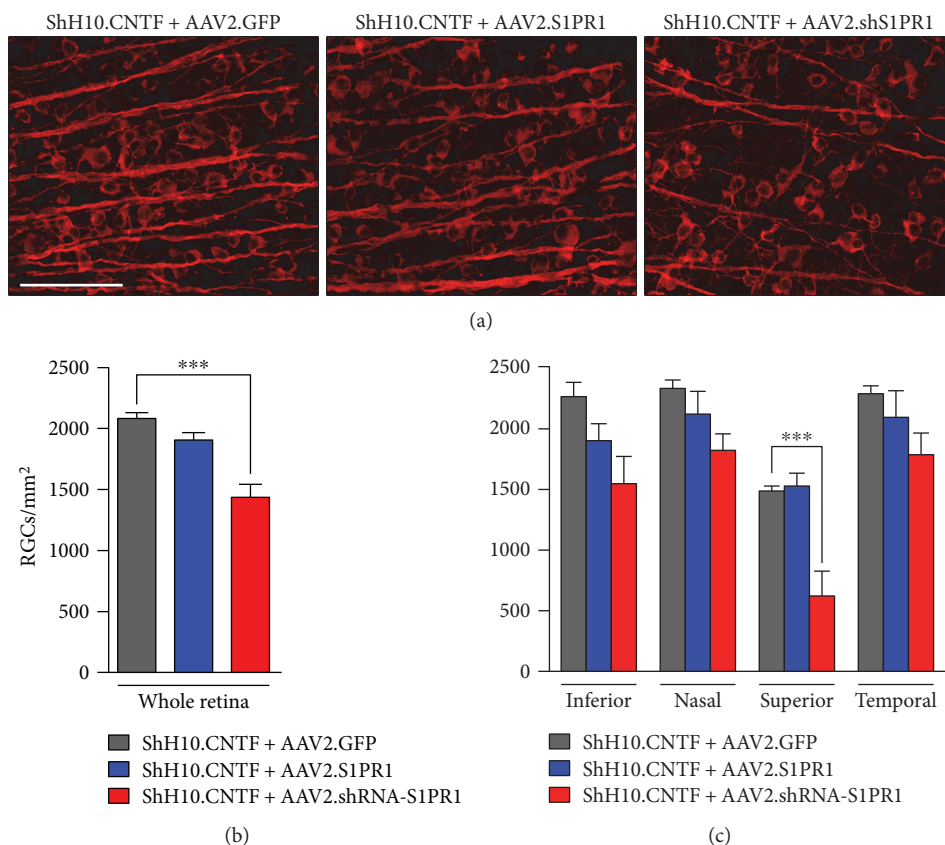 ShH10.CNTF + AAV2.GFP
ShH10.CNTF + AAV2.S1PR1
ShH10.CNTF + AAV2.shS1PR1
(a)
2500
2000
1500
1000
500
0
RGCs/mm²
***
Whole retina
ShH10.CNTF + AAV2.GFP
ShH10.CNTF + AAV2.S1PR1
ShH10.CNTF + AAV2.shRNA-S1PR1
(b)
2500
2000
1500
1000
500
0
***
Inferior
Nasal
Superior
Temporal
ShH10.CNTF + AAV2.GFP
ShH10.CNTF + AAV2.S1PR1
ShH10.CNTF + AAV2.shRNA-S1PR1
(c)